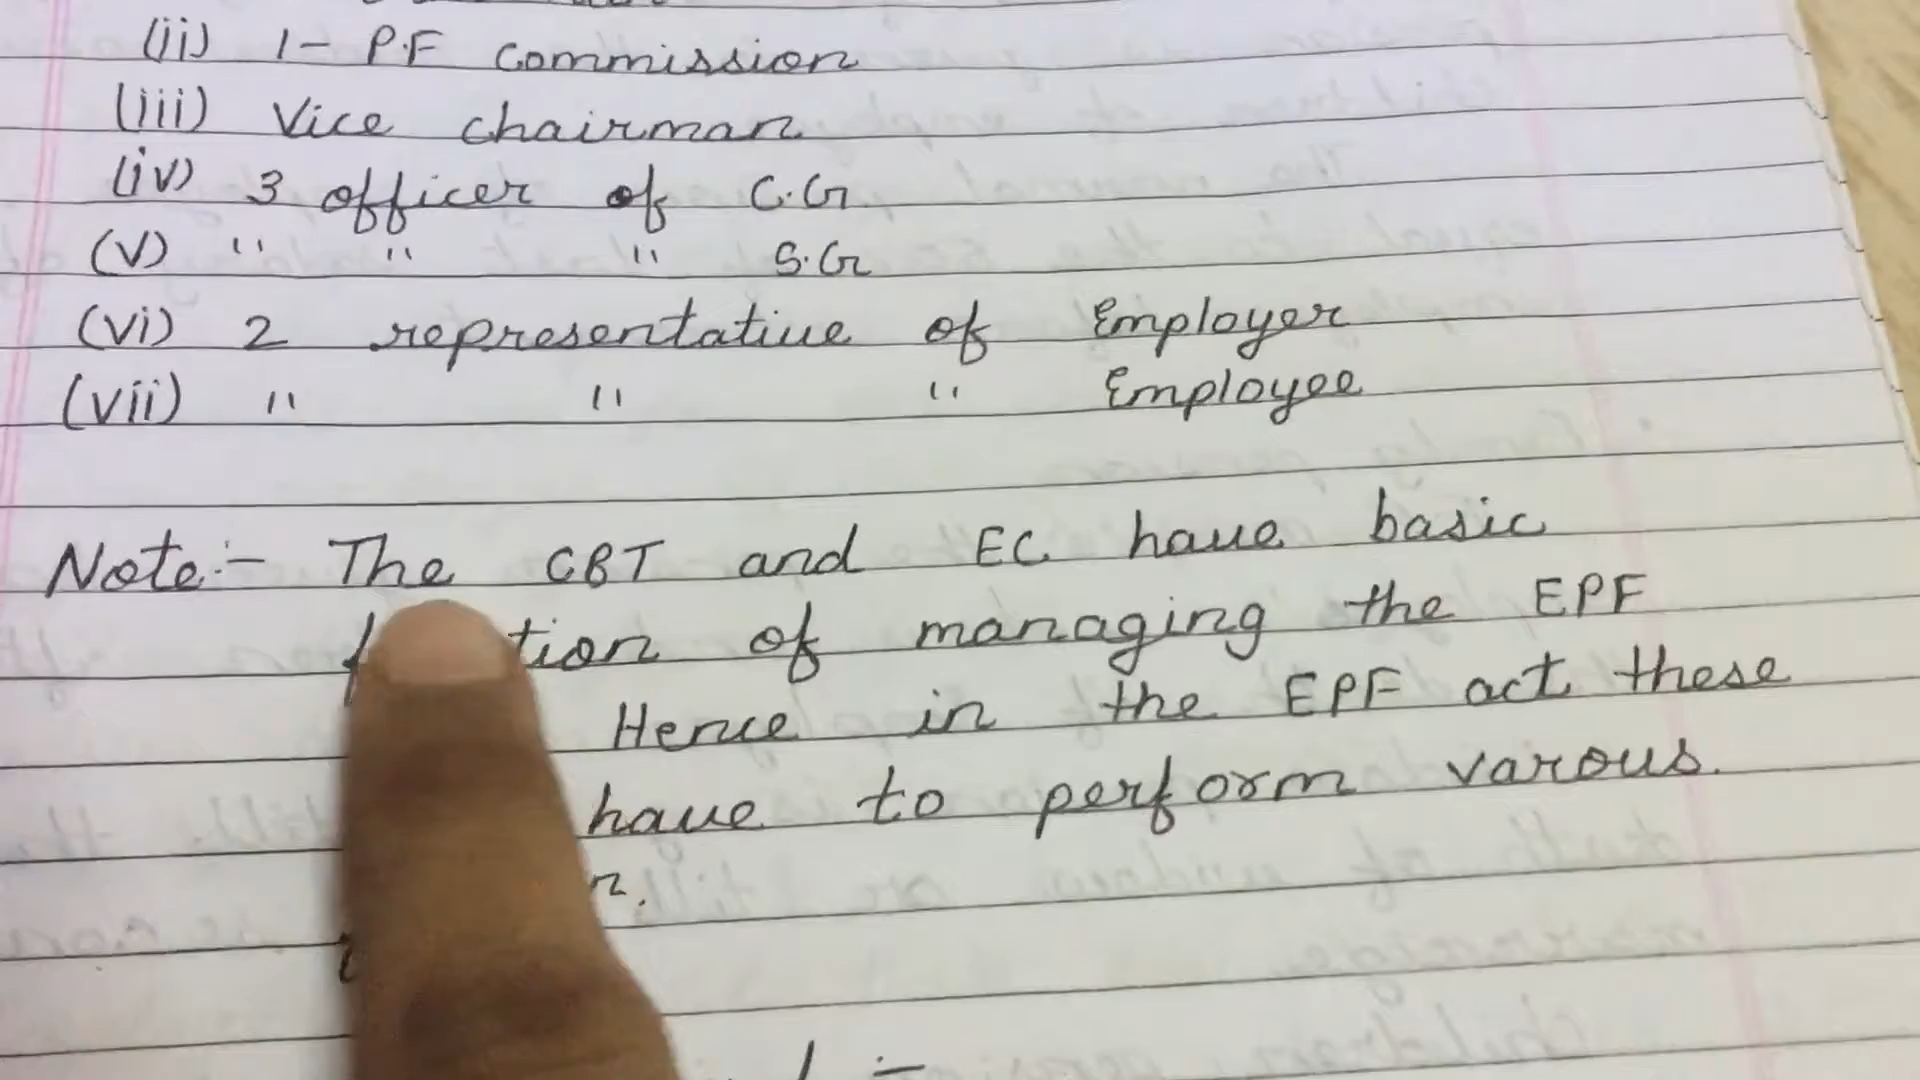 (ii) 1- P.F commission
(iii) Vice chairman
(iv) 3 officer of C.G.
(v) " " " S.G
(vi) 2 representative of Employer
(vii) " " " Employee
Note:- The CBT and EC have basic
of managing the EPF
Hence in the EPF act these
have to perform varous.